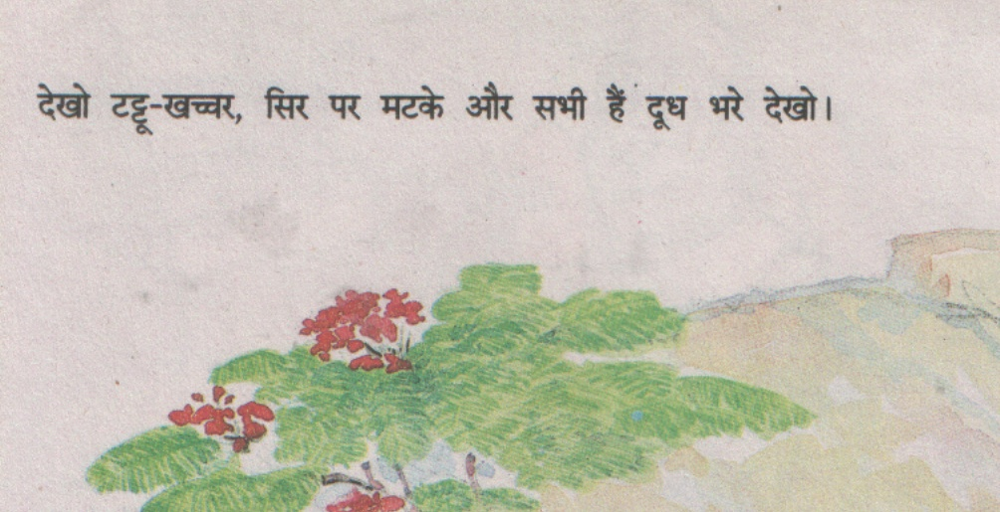 देखो टट्टू-खच्चर, सिर पर मटके और सभी हैं दूध भरे देखो।